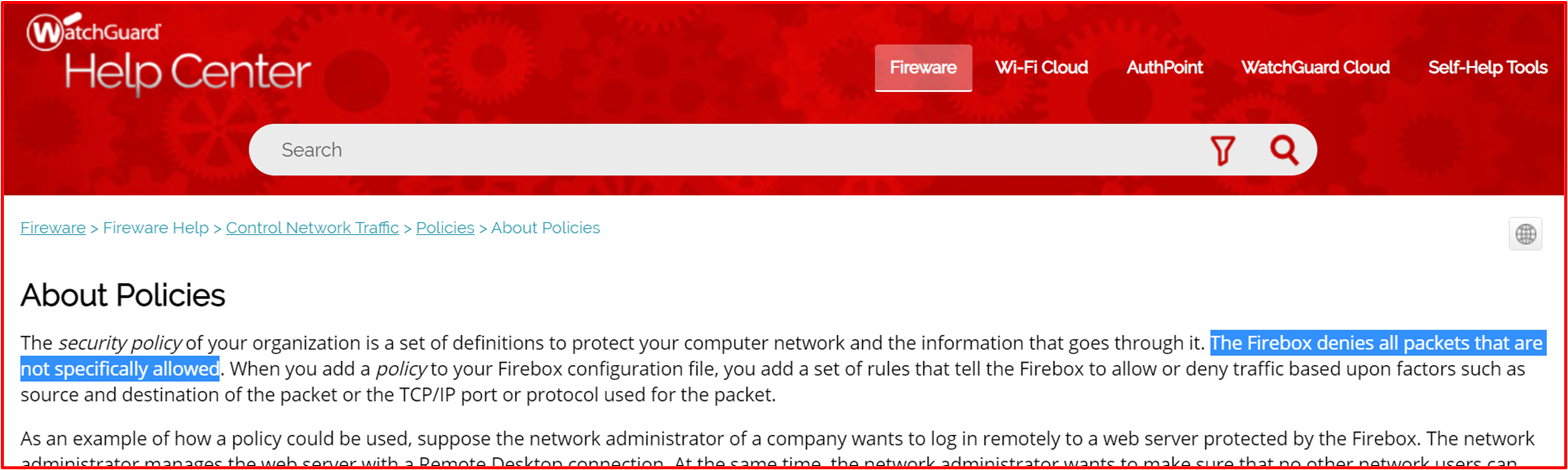 WatchGuard
Help Center
Fireware
Wi-Fi Cloud
AuthPoint
WatchGuard Cloud
Self-Help Tools
Search
Fireware > Fireware Help > Control Network Traffic > Policies > About Policies
About Policies
The security policy of your organization is a set of definitions to protect your computer network and the information that goes through it. The Firebox denies all packets that are
not specifically allowed. When you add a policy to your Firebox configuration file, you add a set of rules that tell the Firebox to allow or deny traffic based upon factors such as
source and destination of the packet or the TCP/IP port or protocol used for the packet.
As an example of how a policy could be used, suppose the network administrator of a company wants to log in remotely to a web server protected by the Firebox. The network
administrator manages the web server with a Remote Desktop connection. At the same time, the network administrator wants to make sure that no other network users can